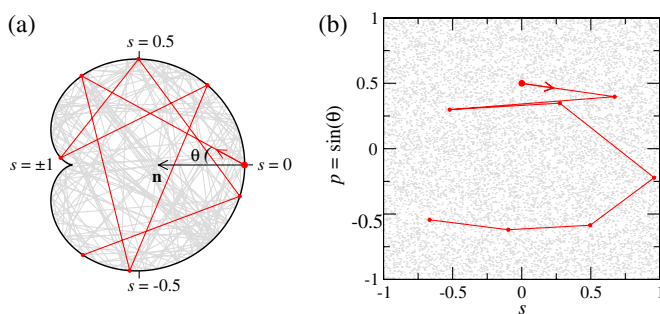 (a)
s = 0.5
s = ±1
θ
n
s = 0
s = -0.5
(b)
p = sin(θ)
1
0.5
0
-0.5
-1
-1
-0.5
0
0.5
1
s